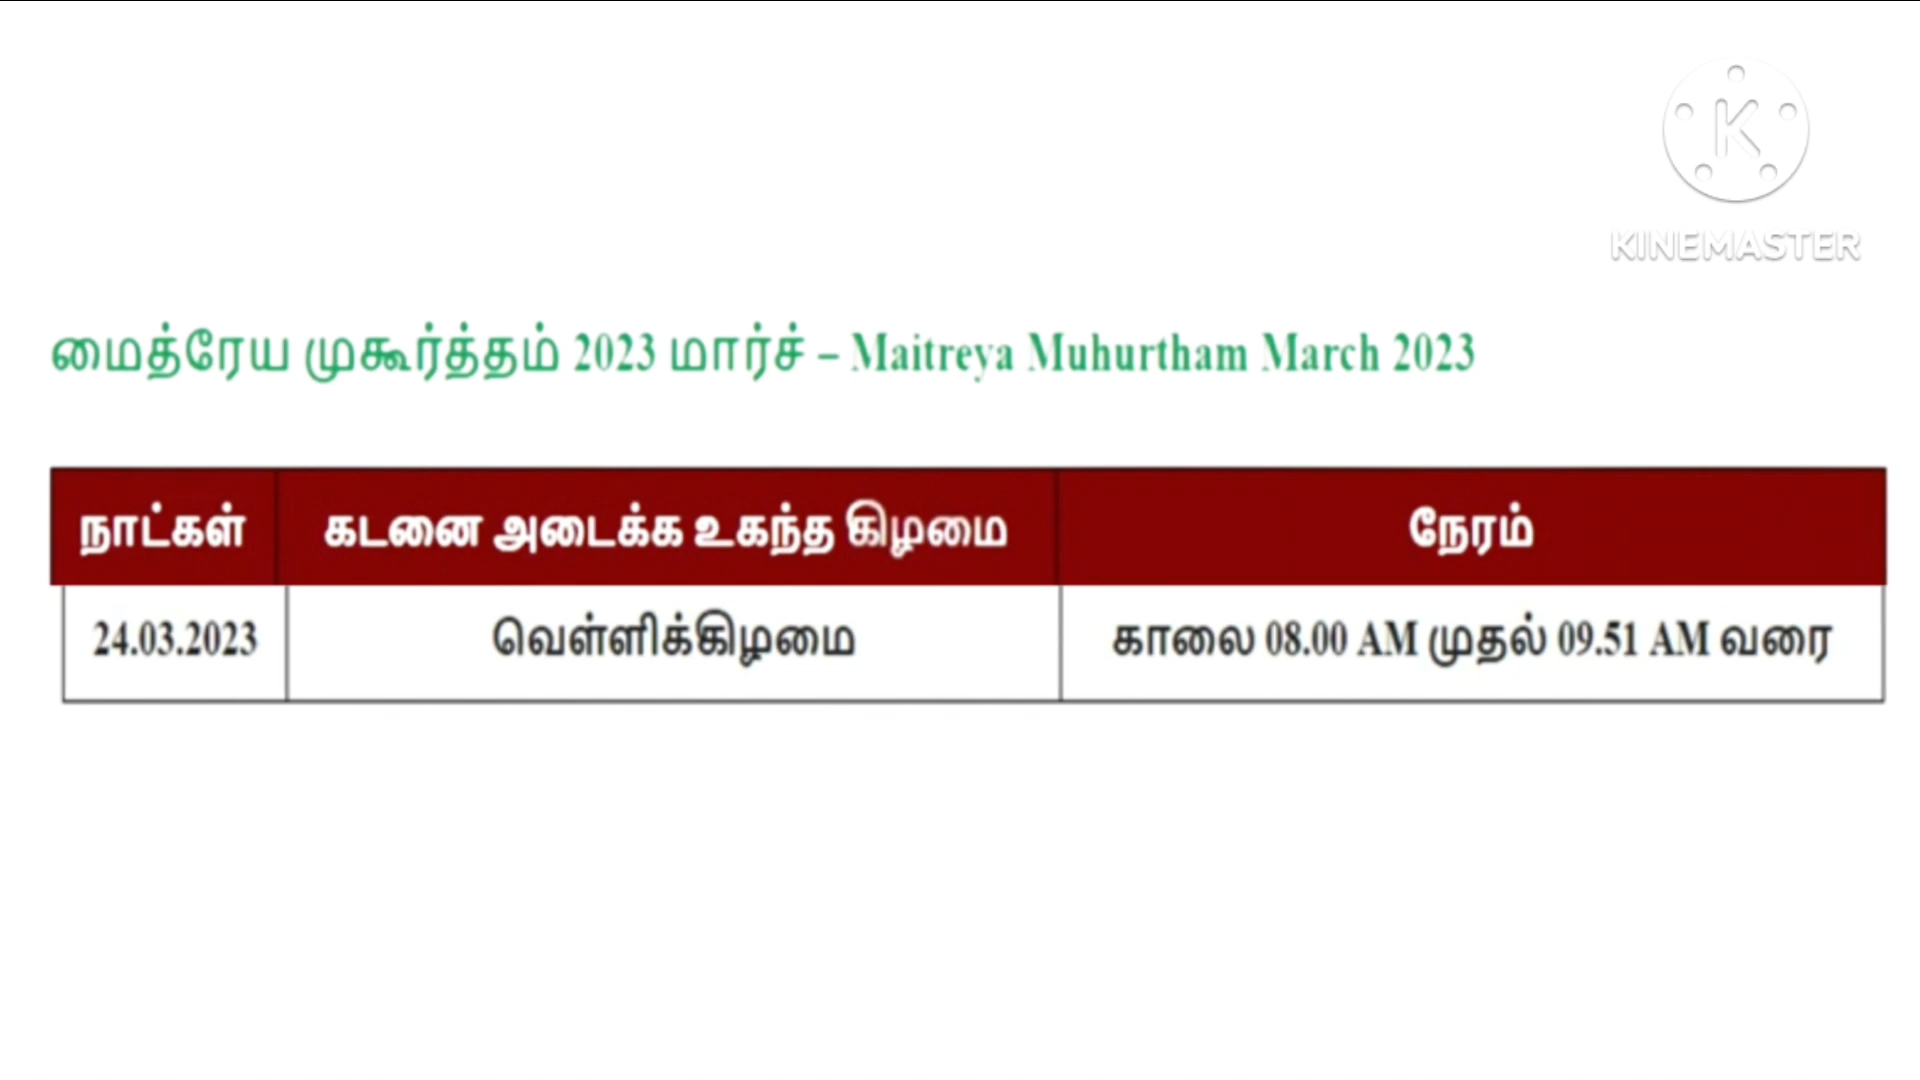 K
KINEMASTER
மைத்ரேய முகூர்த்தம் 2023 மார்ச் – Maitreya Muhurtham March 2023
நாட்கள் கடனை அடைக்க உகந்த கிழமை நேரம்
24.03.2023 வெள்ளிக்கிழமை காலை 08.00 AM முதல் 09.51 AM வரை